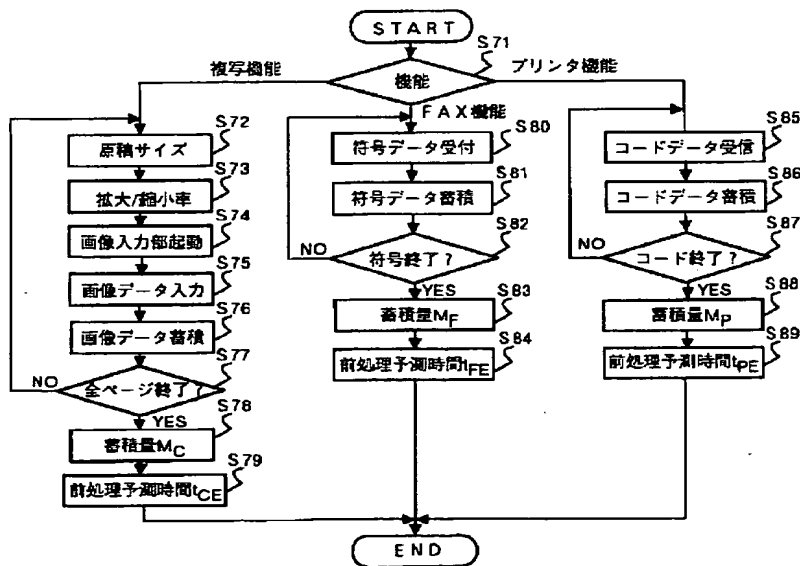 START
S71
機能
複写機能
プリンタ機能
FAX機能
S72
原稿サイズ
S73
拡大/縮小率
S74
画像入力部起動
S75
画像データ入力
S76
画像データ蓄積
S77
全ページ終了?
NO
YES
S78
蓄積量MC
S79
前処理予測時間tCE
S80
符号データ受付
S81
符号データ蓄積
S82
符号終了?
NO
YES
S83
蓄積量MF
S84
前処理予測時間tFE
S85
コードデータ受信
S86
コードデータ蓄積
S87
コード終了?
NO
YES
S88
蓄積量MP
S89
前処理予測時間tPE
END